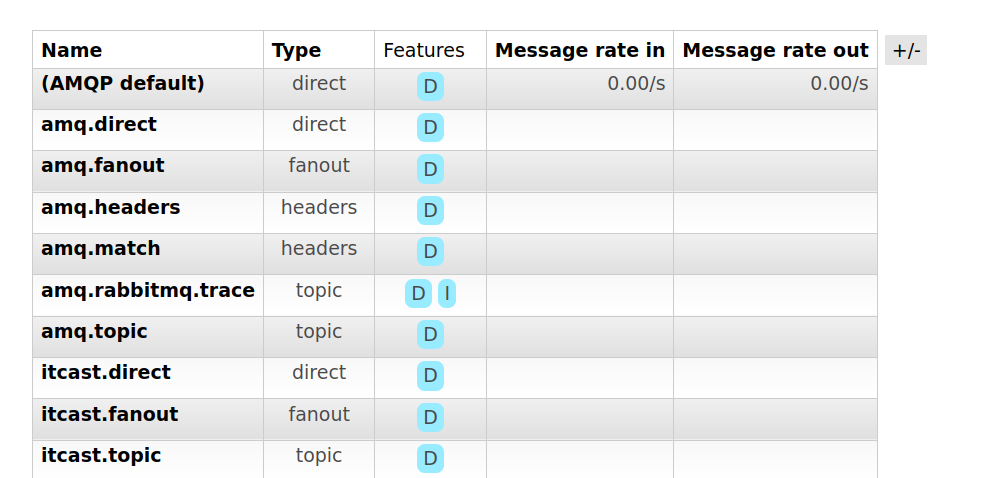 Name Type Features Message rate in Message rate out +/-
(AMQP default) direct D 0.00/s 0.00/s
amq.direct direct D
amq.fanout fanout D
amq.headers headers D
amq.match headers D
amq.rabbitmq.trace topic D I
amq.topic topic D
itcast.direct direct D
itcast.fanout fanout D
itcast.topic topic D